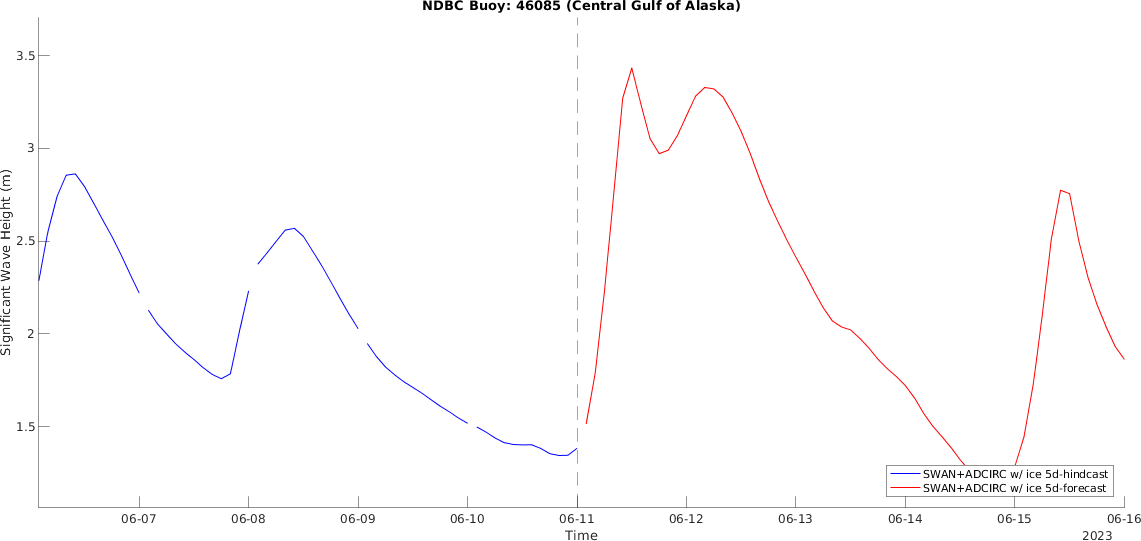 NDBC Buoy: 46085 (Central Gulf of Alaska)
Significant Wave Height (m)
3.5
3
2.5
2
1.5
SWAN+ADCIRC w/ ice 5d-hindcast
SWAN+ADCIRC w/ ice 5d-forecast
06-07 06-08 06-09 06-10 06-11 06-12 06-13 06-14 06-15 06-16
Time
2023